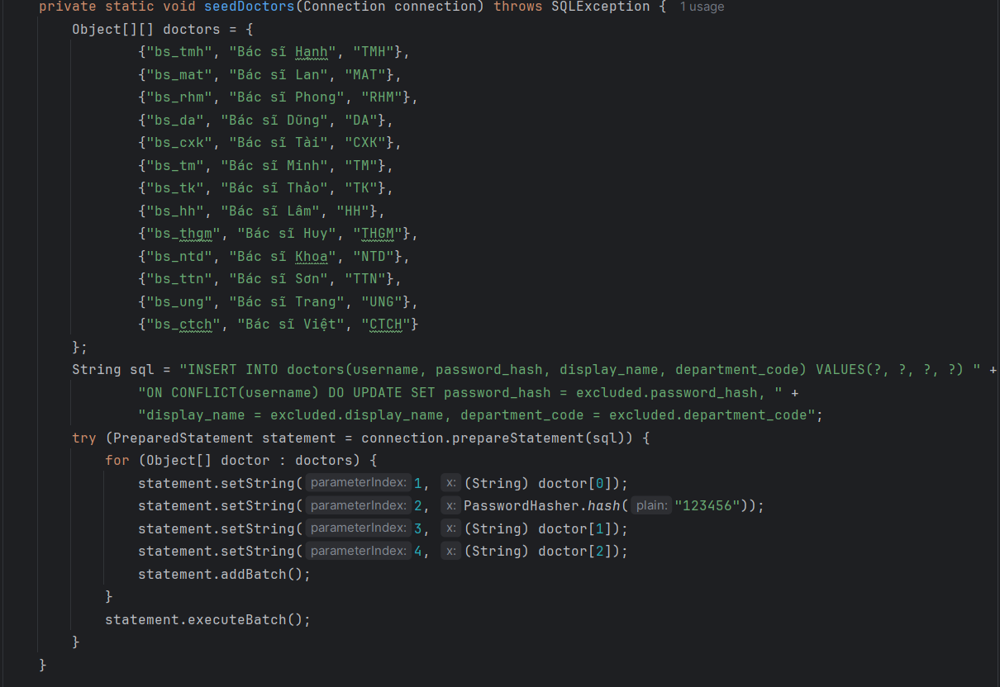 private static void seedDoctors(Connection connection) throws SQLException { 1 usage
Object[][] doctors = {
{"bs_tmh", "Bác sĩ Hạnh", "TMH"},
{"bs_mat", "Bác sĩ Lan", "MAT"},
{"bs_rhm", "Bác sĩ Phong", "RHM"},
{"bs_da", "Bác sĩ Dũng", "DA"},
{"bs_cxk", "Bác sĩ Tài", "CXK"},
{"bs_tm", "Bác sĩ Minh", "TM"},
{"bs_tk", "Bác sĩ Thảo", "TK"},
{"bs_hh", "Bác sĩ Lâm", "HH"},
{"bs_thgm", "Bác sĩ Huy", "THGM"},
{"bs_ntd", "Bác sĩ Khoa", "NTD"},
{"bs_ttn", "Bác sĩ Sơn", "TTN"},
{"bs_ung", "Bác sĩ Trang", "UNG"},
{"bs_ctch", "Bác sĩ Việt", "CTCH"}
};
String sql = "INSERT INTO doctors(username, password_hash, display_name, department_code) VALUES(?, ?, ?, ?) " +
"ON CONFLICT(username) DO UPDATE SET password_hash = excluded.password_hash, " +
"display_name = excluded.display_name, department_code = excluded.department_code";
try (PreparedStatement statement = connection.prepareStatement(sql)) {
for (Object[] doctor : doctors) {
statement.setString( parameterIndex: 1, x: (String) doctor[0]);
statement.setString( parameterIndex: 2, x: PasswordHasher.hash( plain: "123456"));
statement.setString( parameterIndex: 3, x: (String) doctor[1]);
statement.setString( parameterIndex: 4, x: (String) doctor[2]);
statement.addBatch();
}
statement.executeBatch();
}
}